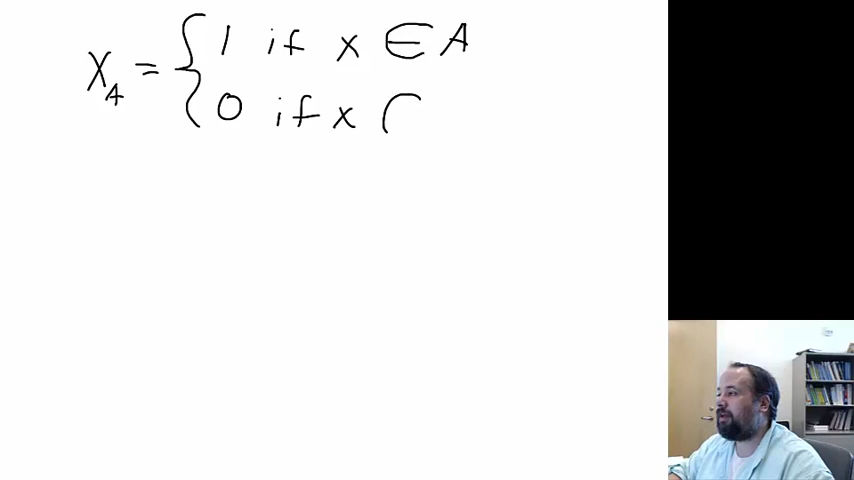 X_A = { 1 if x ∈ A
0 if x